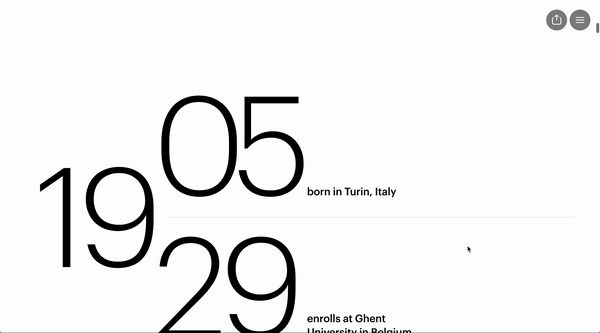 19
05
born in Turin, Italy
29
enrolls at Ghent
University in Belgium